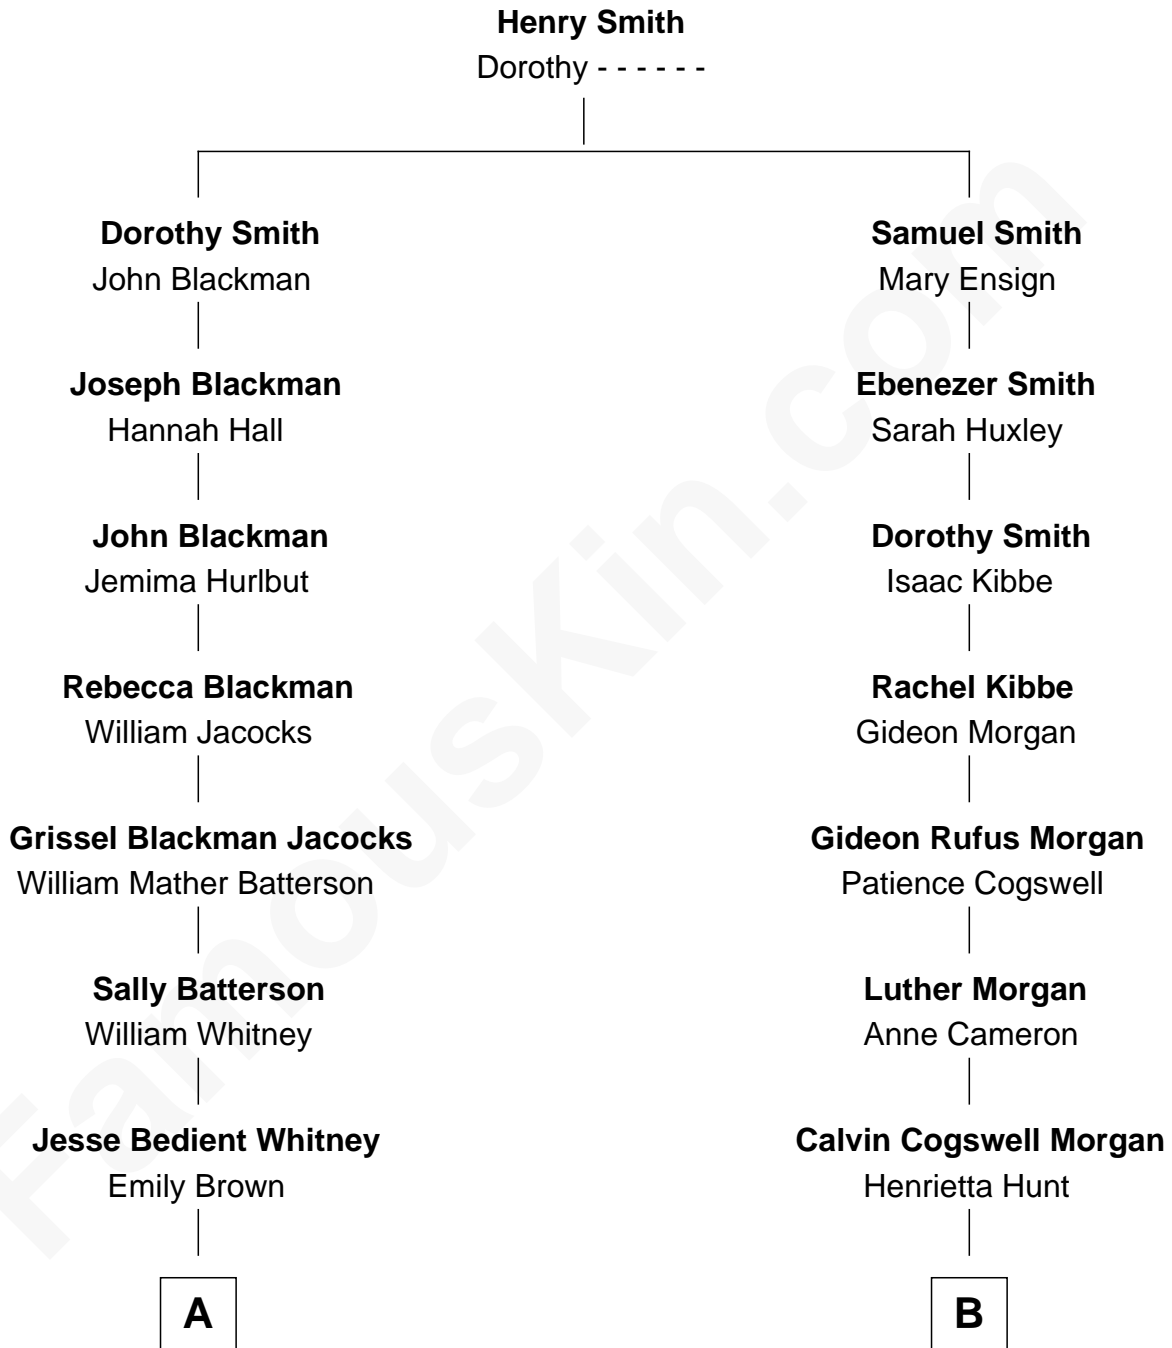 Henry Smith
Dorothy - - - - - -
Dorothy Smith
John Blackman
Samuel Smith
Mary Ensign
Joseph Blackman
Hannah Hall
Ebenezer Smith
Sarah Huxley
John Blackman
Jemima Hurlbut
Dorothy Smith
Isaac Kibbe
Rebecca Blackman
William Jacocks
Rachel Kibbe
Gideon Morgan
Grissel Blackman Jacocks
William Mather Batterson
Gideon Rufus Morgan
Patience Cogswell
Sally Batterson
William Whitney
Luther Morgan
Anne Cameron
Jesse Bedient Whitney
Emily Brown
Calvin Cogswell Morgan
Henrietta Hunt
A
B
FamousKin.com